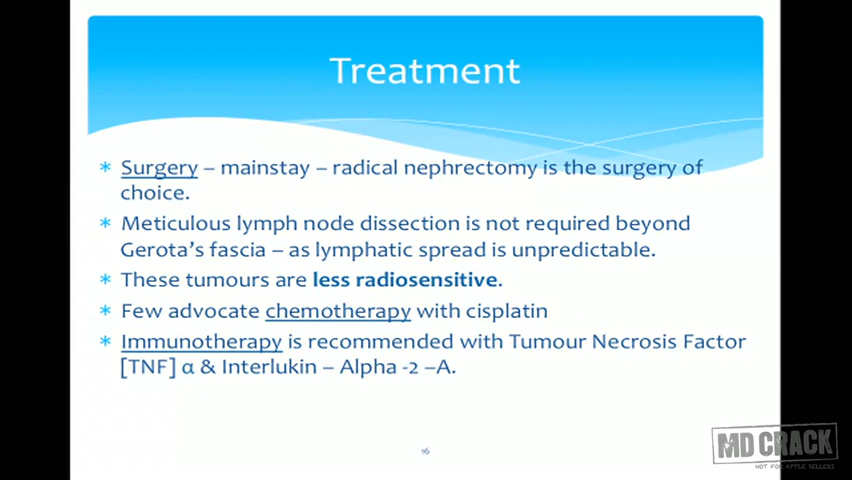 Treatment
* Surgery – mainstay – radical nephrectomy is the surgery of
choice.
* Meticulous lymph node dissection is not required beyond
Gerota's fascia – as lymphatic spread is unpredictable.
* These tumours are less radiosensitive.
* Few advocate chemotherapy with cisplatin
* Immunotherapy is recommended with Tumour Necrosis Factor
[TNF] α & Interlukin – Alpha -2 –A.
16
MD CRACK
NOT FOR APPLE SELLERS